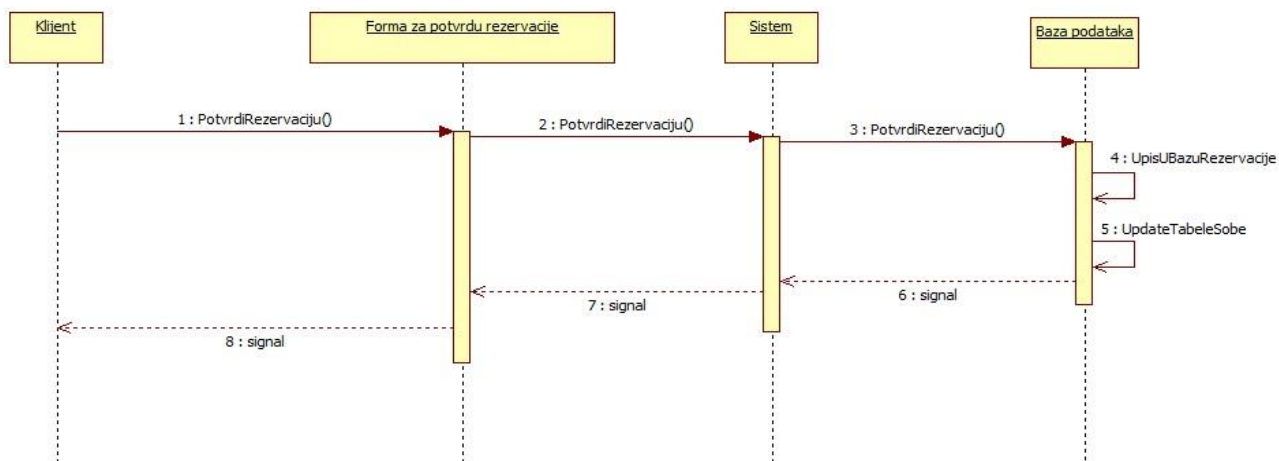 Klijent
Forma za potvrdu rezervacije
Sistem
Baza podataka
1 : PotvrdiRezervaciju()
2 : PotvrdiRezervaciju()
3 : PotvrdiRezervaciju()
4 : UpisUBazuRezervacije
5 : UpdateTabeleSobe
6 : signal
7 : signal
8 : signal